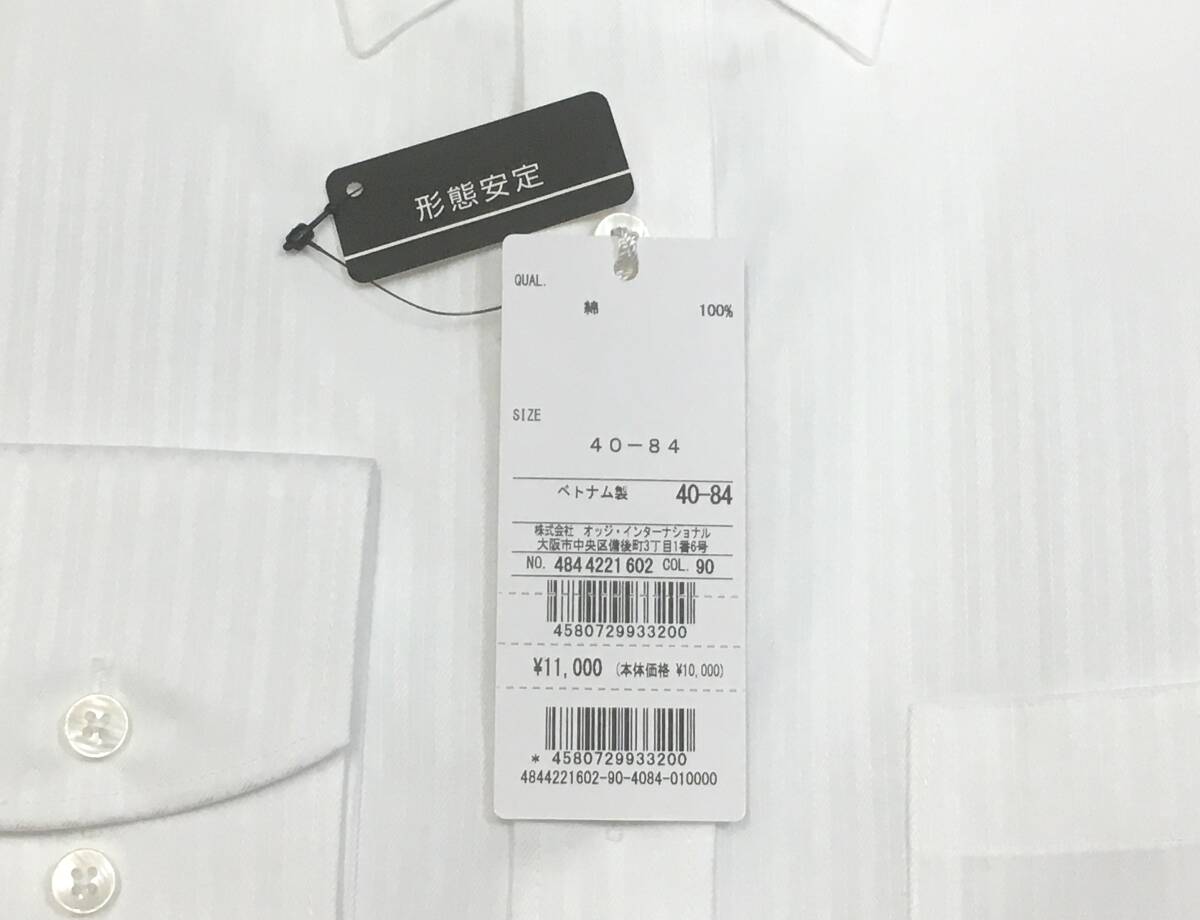 形態安定
QUAL.
綿 100%
SIZE
40-84
ベトナム製 40-84
株式会社 オッジ・インターナショナル
大阪市中央区備後町3丁目1番6号
NO. 4844221602 COL. 90
4580729933200
¥11,000 (本体価格 ¥10,000)
* 4580729933200
4844221602-90-4084-010000